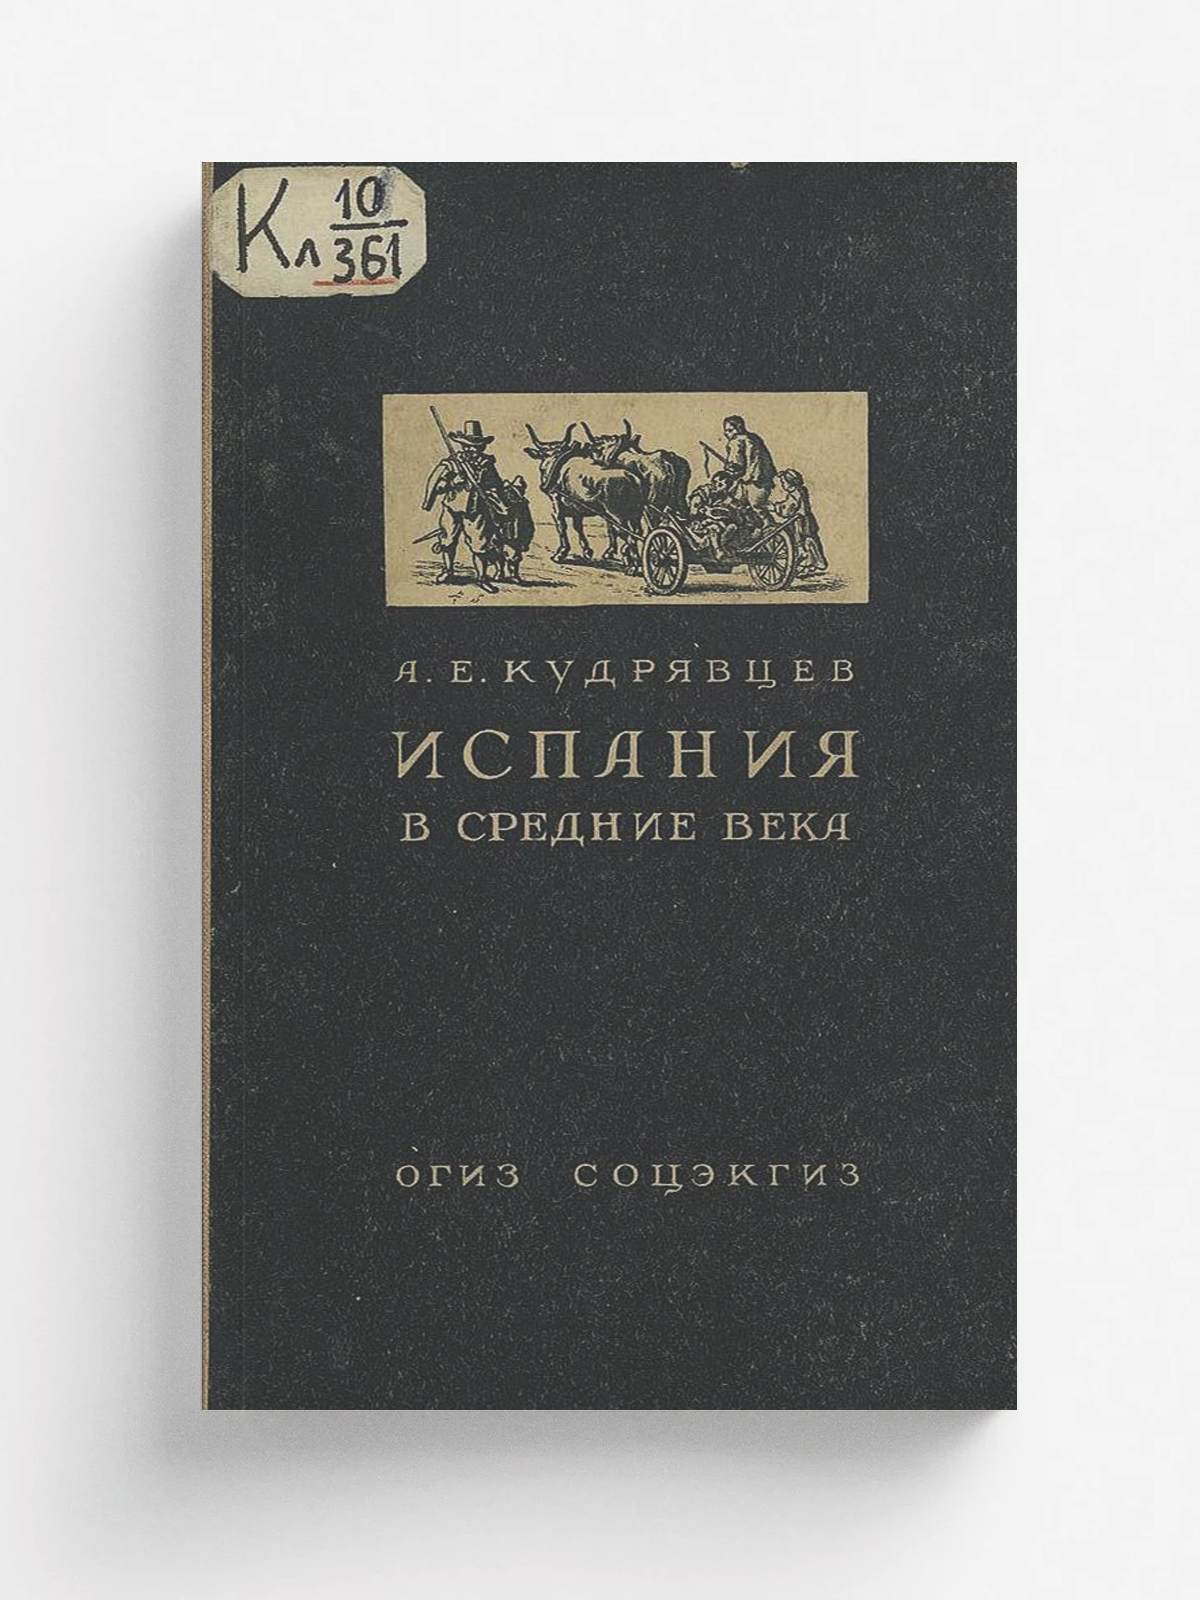 Кл 10
361
А. Е. КУДРЯВЦЕВ
ИСПАНИЯ
В СРЕДНИЕ ВЕКА
ОГИЗ СОЦЭКГИЗ